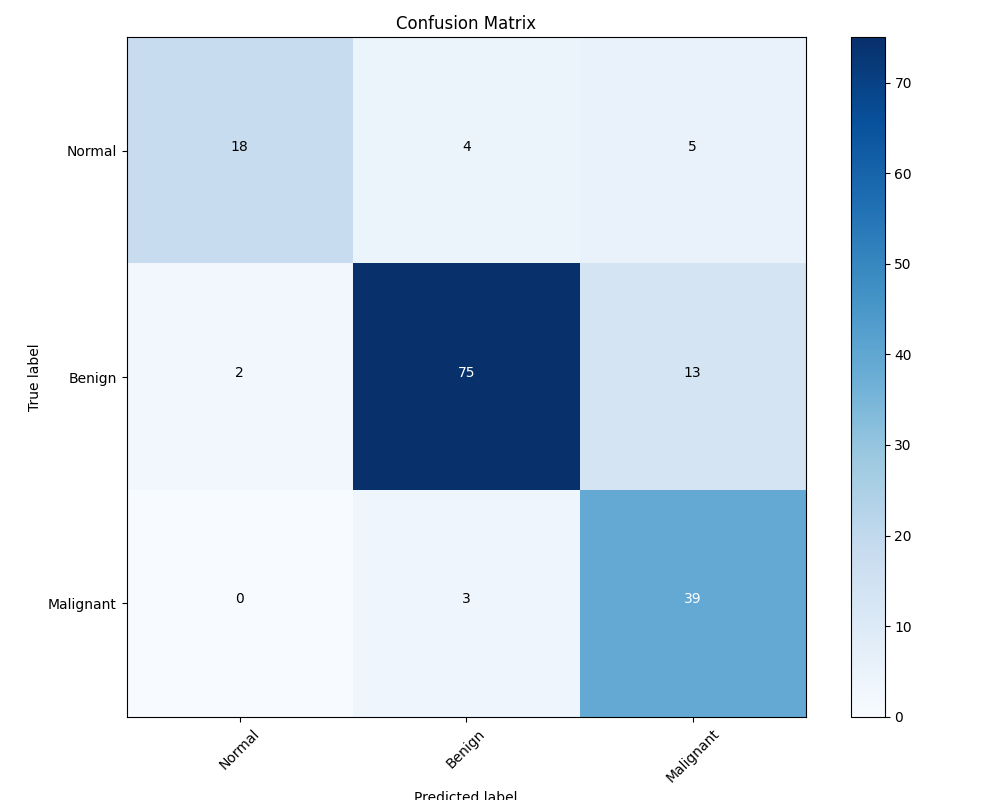 Confusion Matrix
Normal 18 4 5
Benign 2 75 13
Malignant 0 3 39
Normal Benign Malignant
True label
Predicted label
70
60
50
40
30
20
10
0